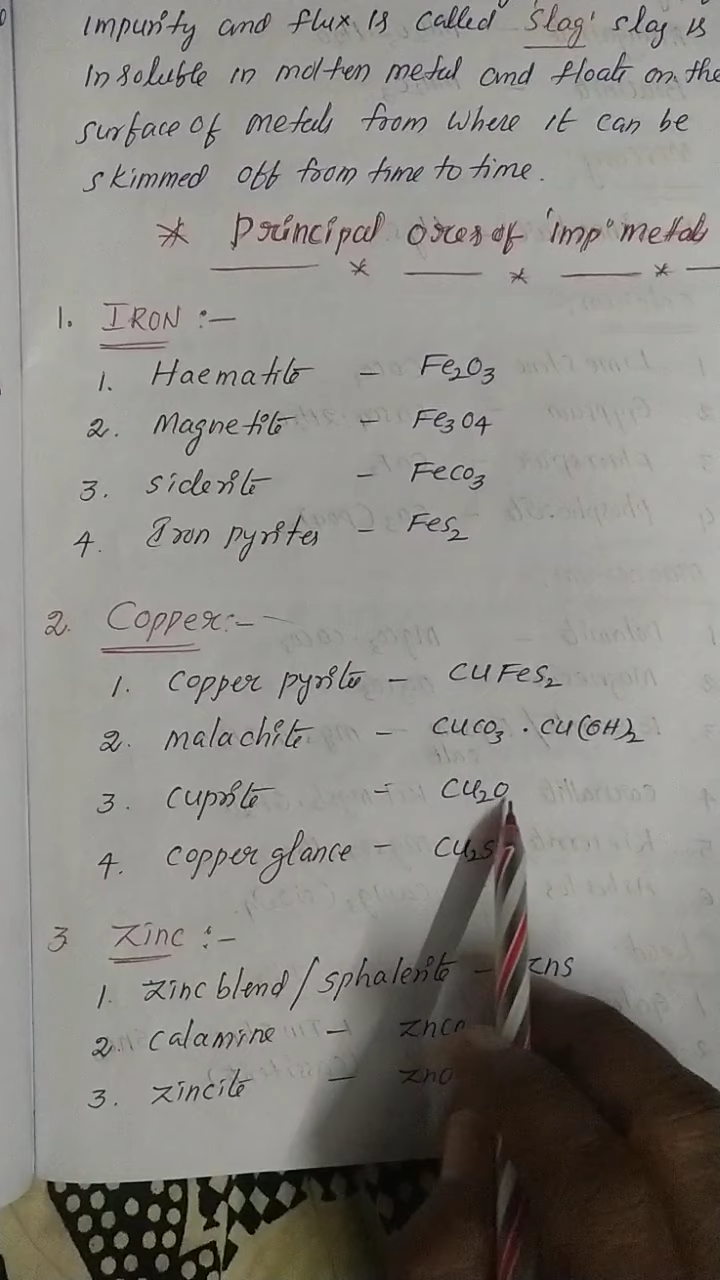 impurity and flux is called 'slag' slag is
Insoluble in molten metal and floats on the
surface of metals from where it can be
skimmed off from time to time.
* Principal ores of 'imp' metals
1. IRON :-
1. Haematite - Fe2O3
2. Magnetite - Fe3O4
3. siderite - FeCO3
4. Iron pyrites - FeS2
2. Copper:-
1. copper pyrite - CuFeS2
2. malachite - CuCO3 . Cu(OH)2
3. cuprite - Cu2O
4. copper glance - Cu2S
3 Zinc :-
1. zinc blend / sphalerite - ZnS
2. calamine - ZnCO
3. zincite - ZnO